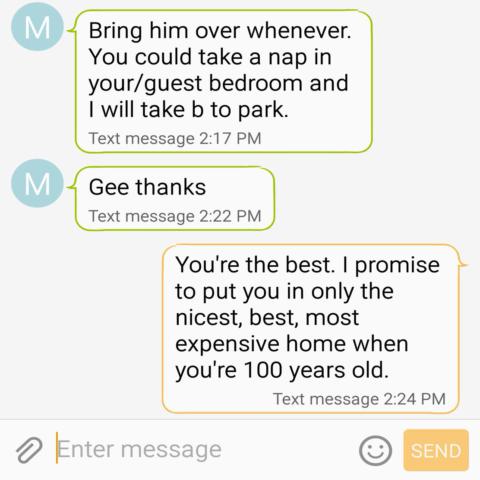 M
Bring him over whenever.
You could take a nap in
your/guest bedroom and
I will take b to park.
Text message 2:17 PM
M
Gee thanks
Text message 2:22 PM
You're the best. I promise
to put you in only the
nicest, best, most
expensive home when
you're 100 years old.
Text message 2:24 PM
Enter message
SEND